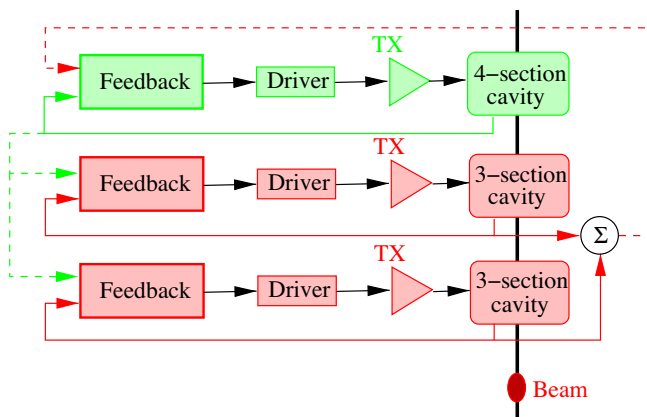 TX
Feedback
Driver
4−section
cavity
TX
Feedback
Driver
3−section
cavity
Σ
TX
Feedback
Driver
3−section
cavity
Beam